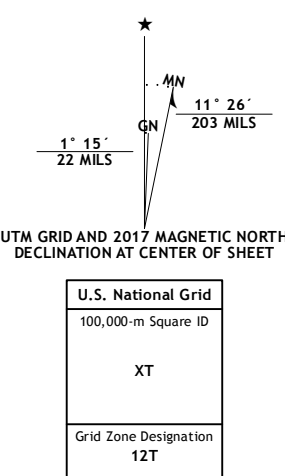 ★
MN
11° 26´
203 MILS
GN
1° 15´
22 MILS
UTM GRID AND 2017 MAGNETIC NORTH
DECLINATION AT CENTER OF SHEET
U.S. National Grid
100,000-m Square ID
XT
Grid Zone Designation
12T